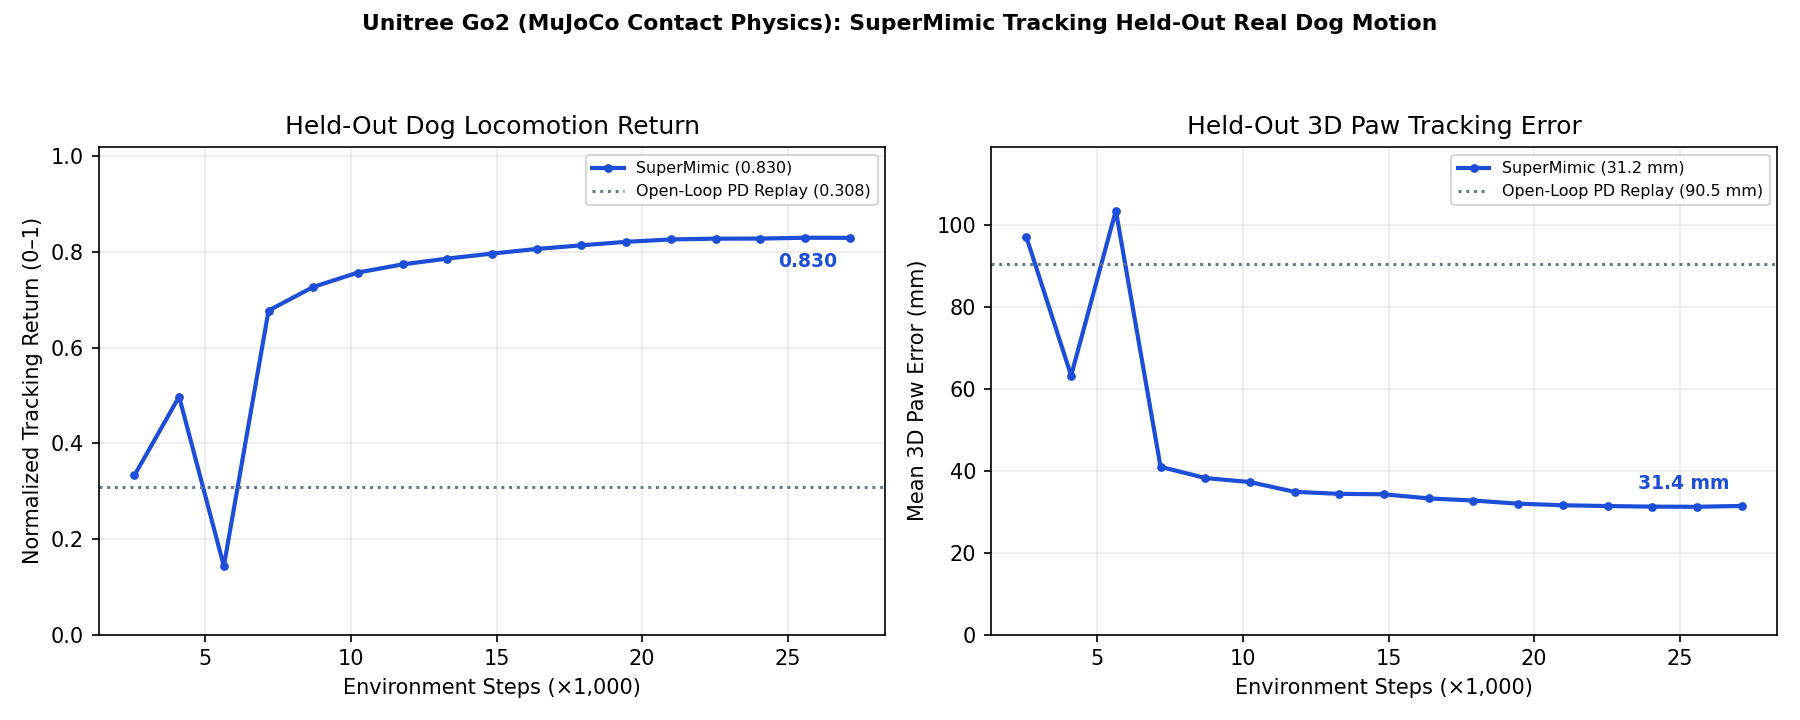 Unitree Go2 (MuJoCo Contact Physics): SuperMimic Tracking Held-Out Real Dog Motion
Held-Out Dog Locomotion Return
Normalized Tracking Return (0–1)
1.0
0.8
0.6
0.4
0.2
0.0
SuperMimic (0.830)
Open-Loop PD Replay (0.308)
0.830
5
10
15
20
25
Environment Steps (×1,000)
Held-Out 3D Paw Tracking Error
Mean 3D Paw Error (mm)
100
80
60
40
20
0
SuperMimic (31.2 mm)
Open-Loop PD Replay (90.5 mm)
31.4 mm
5
10
15
20
25
Environment Steps (×1,000)